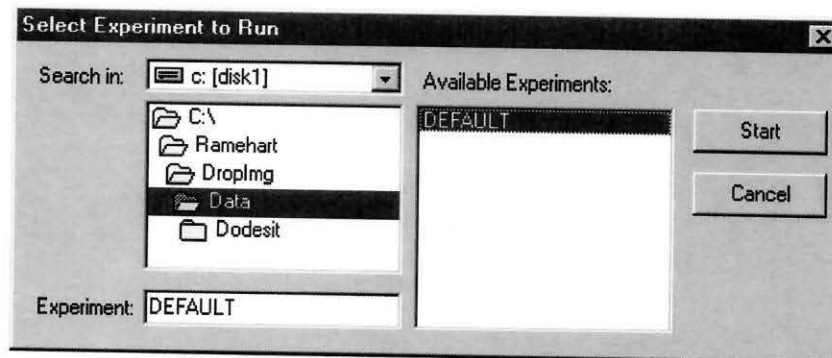 Select Experiment to Run
Search in:
c: [disk1]
C:\
Ramehart
DropImg
Data
Dodesit
Experiment:
DEFAULT
Available Experiments:
DEFAULT
Start
Cancel